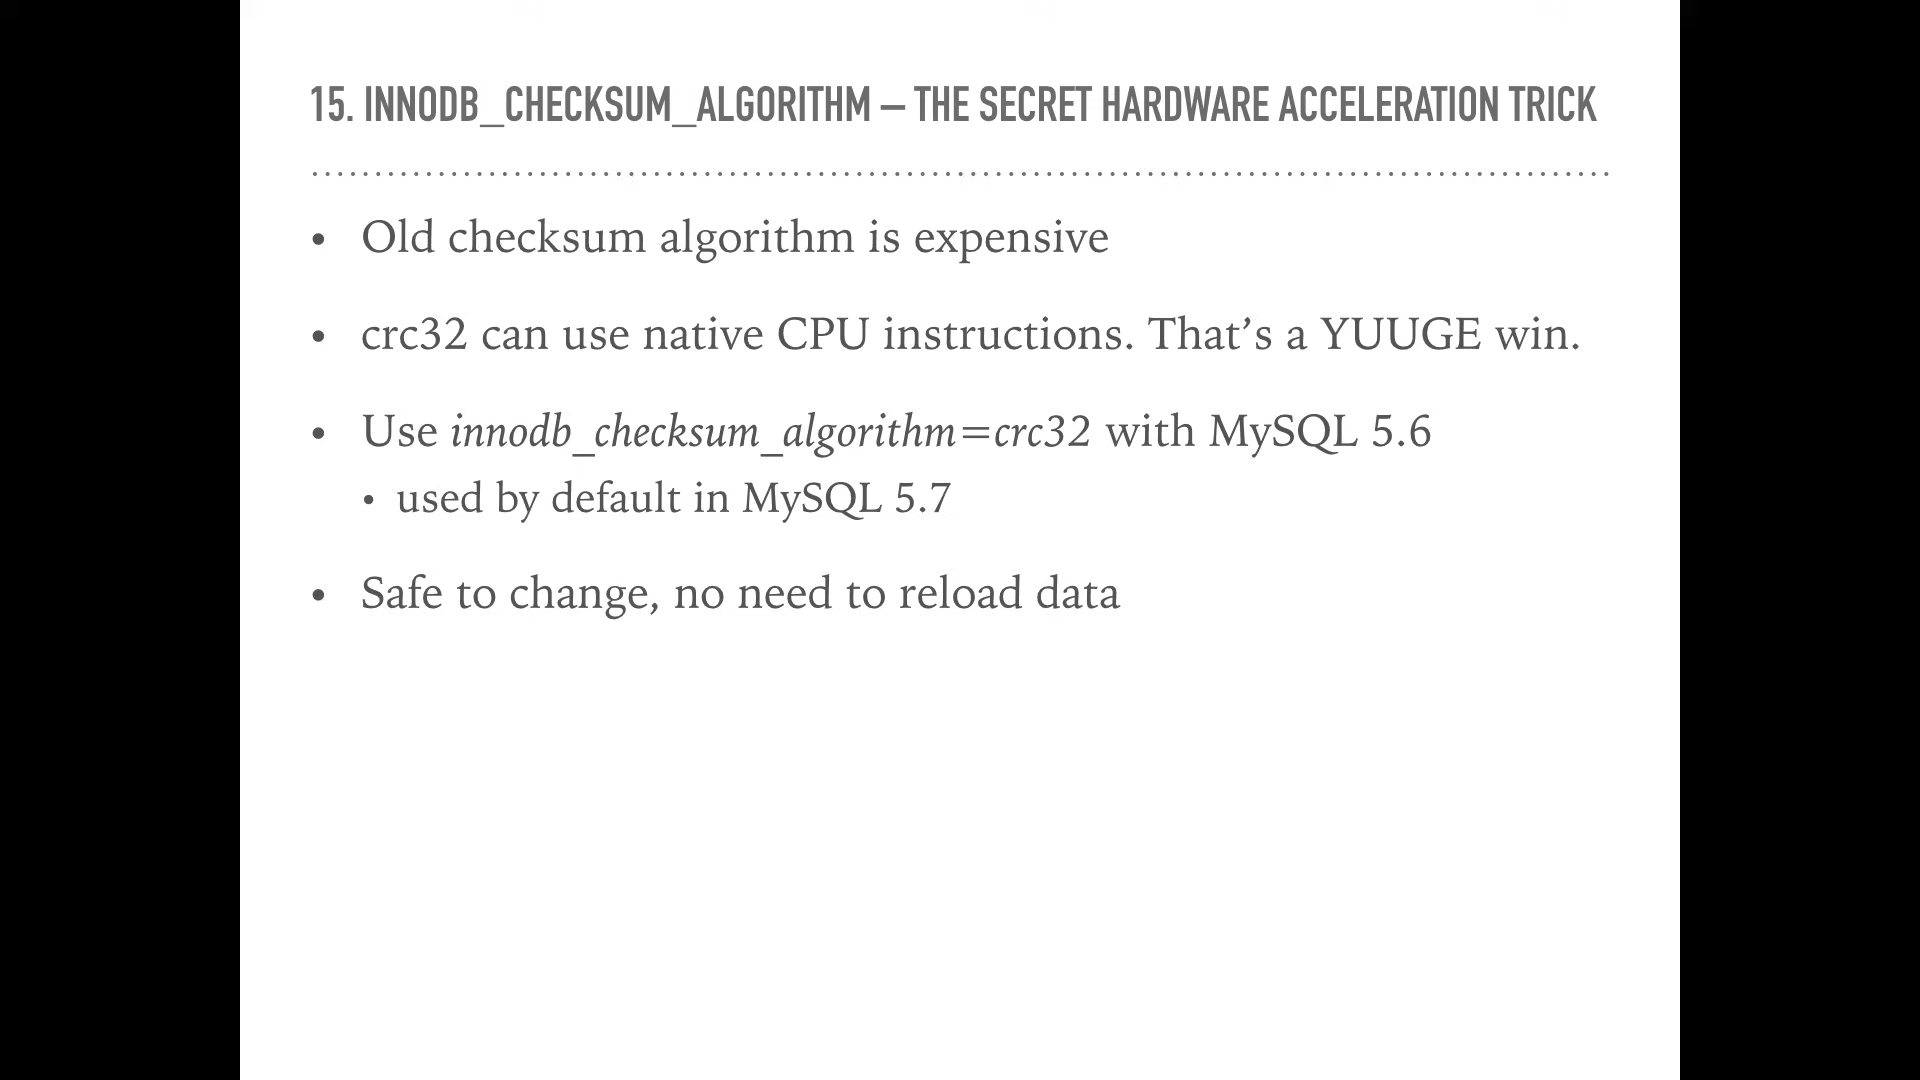 15. INNODB_CHECKSUM_ALGORITHM – THE SECRET HARDWARE ACCELERATION TRICK
• Old checksum algorithm is expensive
• crc32 can use native CPU instructions. That’s a YUUGE win.
• Use innodb_checksum_algorithm=crc32 with MySQL 5.6
• used by default in MySQL 5.7
• Safe to change, no need to reload data